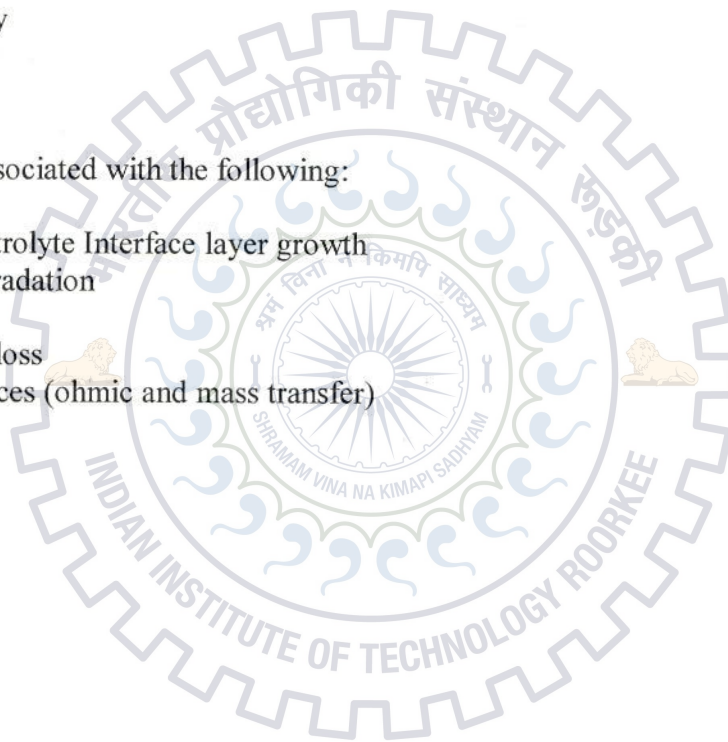 y
sociated with the following:
trolyte Interface layer growth
radation
loss
ces (ohmic and mass transfer)
भारतीय प्रौद्योगिकी संस्थान रुड़की
श्रमं विना न किमपि साध्यम्
SHRAMAM VINA NA KIMAPI SADHYAM
INDIAN INSTITUTE OF TECHNOLOGY ROORKEE